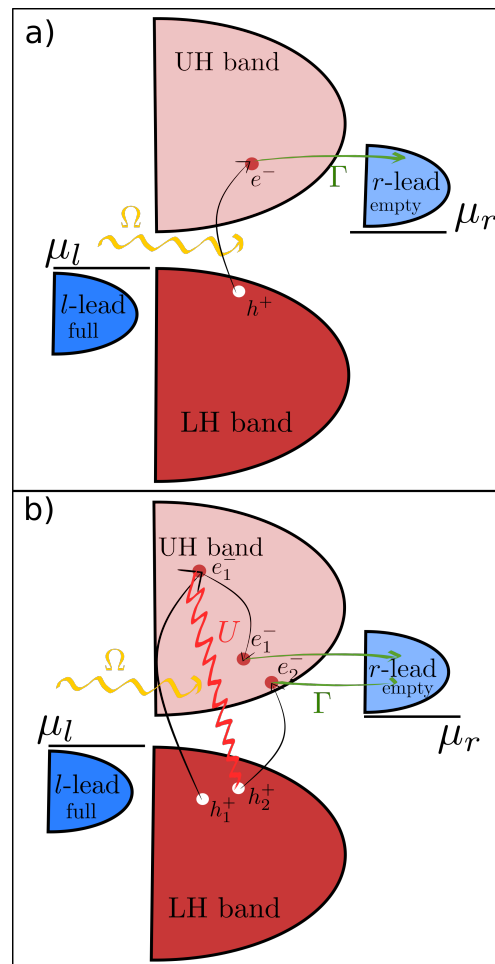 a)
UH band
e⁻
Γ
r-lead
empty
μᵣ
Ω
μₗ
l-lead
full
h⁺
LH band
b)
UH band
e₁⁻
U
e₁⁻
e₂⁻
Ω
Γ
r-lead
empty
μₗ
μᵣ
l-lead
full
h₁⁺
h₂⁺
LH band